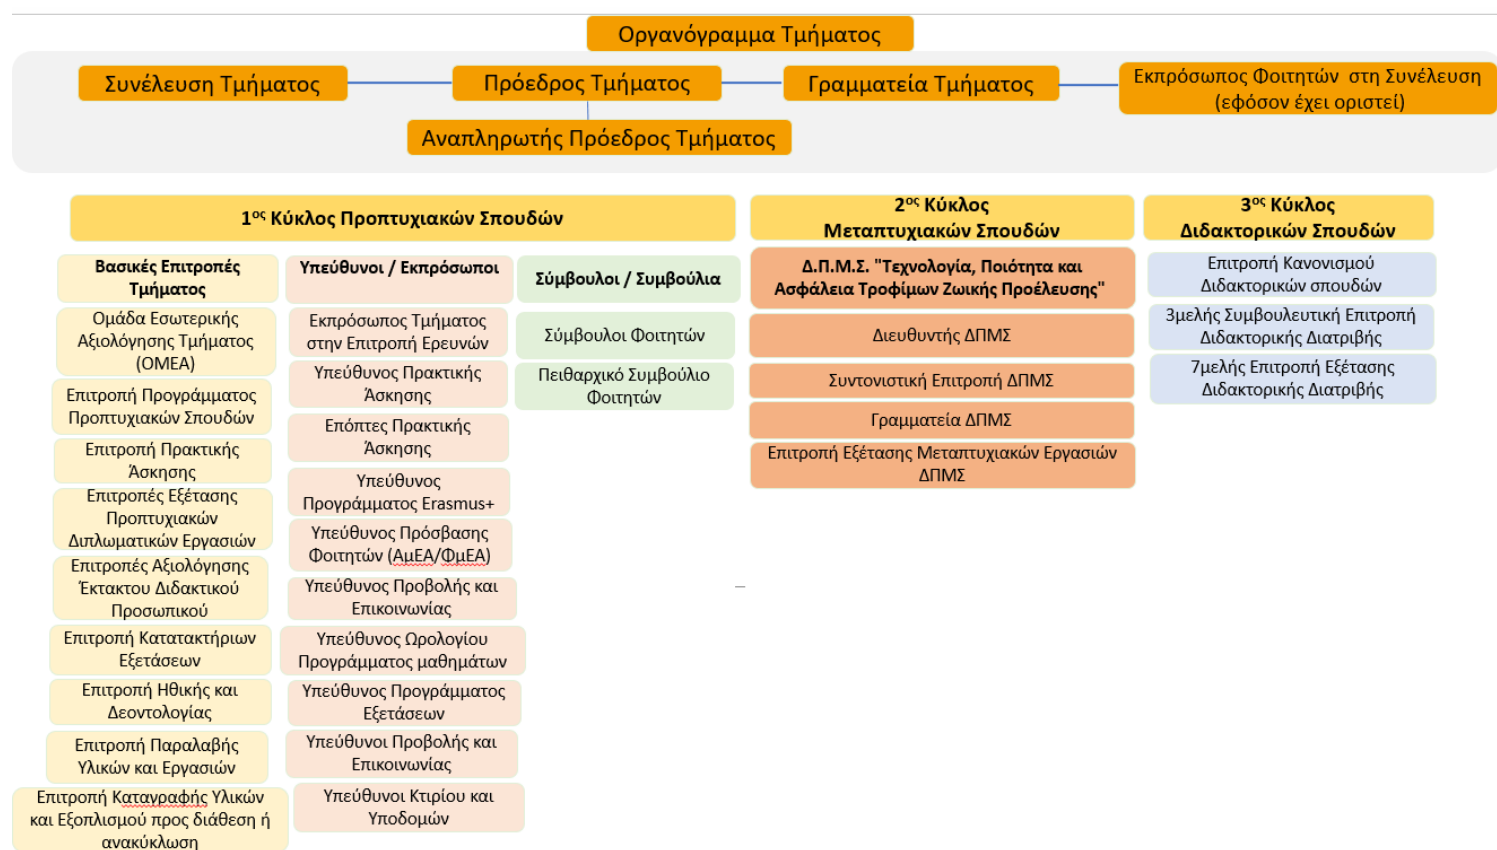 Οργανόγραμμα Τμήματος
Συνέλευση Τμήματος
Πρόεδρος Τμήματος
Γραμματεία Τμήματος
Εκπρόσωπος Φοιτητών στη Συνέλευση
(εφόσον έχει οριστεί)
Αναπληρωτής Πρόεδρος Τμήματος
1ος Κύκλος Προπτυχιακών Σπουδών
Βασικές Επιτροπές
Τμήματος
Ομάδα Εσωτερικής
Αξιολόγησης Τμήματος
(ΟΜΕΑ)
Επιτροπή Προγράμματος
Προπτυχιακών Σπουδών
Επιτροπή Πρακτικής
Άσκησης
Επιτροπές Εξέτασης
Προπτυχιακών
Διπλωματικών Εργασιών
Επιτροπές Αξιολόγησης
Έκτακτου Διδακτικού
Προσωπικού
Επιτροπή Κατατακτήριων
Εξετάσεων
Επιτροπή Ηθικής και
Δεοντολογίας
Επιτροπή Παραλαβής
Υλικών και Εργασιών
Επιτροπή Καταγραφής Υλικών
και Εξοπλισμού προς διάθεση ή
ανακύκλωση
Υπεύθυνοι / Εκπρόσωποι
Εκπρόσωπος Τμήματος
στην Επιτροπή Ερευνών
Υπεύθυνος Πρακτικής
Άσκησης
Επόπτες Πρακτικής
Άσκησης
Υπεύθυνος
Προγράμματος Erasmus+
Υπεύθυνος Πρόσβασης
Φοιτητών (ΑμΕΑ/ΦμΕΑ)
Υπεύθυνος Προβολής και
Επικοινωνίας
Υπεύθυνος Ωρολογίου
Προγράμματος μαθημάτων
Υπεύθυνος Προγράμματος
Εξετάσεων
Υπεύθυνοι Προβολής και
Επικοινωνίας
Υπεύθυνοι Κτιρίου και
Υποδομών
Σύμβουλοι / Συμβούλια
Σύμβουλοι Φοιτητών
Πειθαρχικό Συμβούλιο
Φοιτητών
2ος Κύκλος
Μεταπτυχιακών Σπουδών
Δ.Π.Μ.Σ. "Τεχνολογία, Ποιότητα και
Ασφάλεια Τροφίμων Ζωικής Προέλευσης"
Διευθυντής ΔΠΜΣ
Συντονιστική Επιτροπή ΔΠΜΣ
Γραμματεία ΔΠΜΣ
Επιτροπή Εξέτασης Μεταπτυχιακών Εργασιών
ΔΠΜΣ
3ος Κύκλος
Διδακτορικών Σπουδών
Επιτροπή Κανονισμού
Διδακτορικών σπουδών
3μελής Συμβουλευτική Επιτροπή
Διδακτορικής Διατριβής
7μελής Επιτροπή Εξέτασης
Διδακτορικής Διατριβής